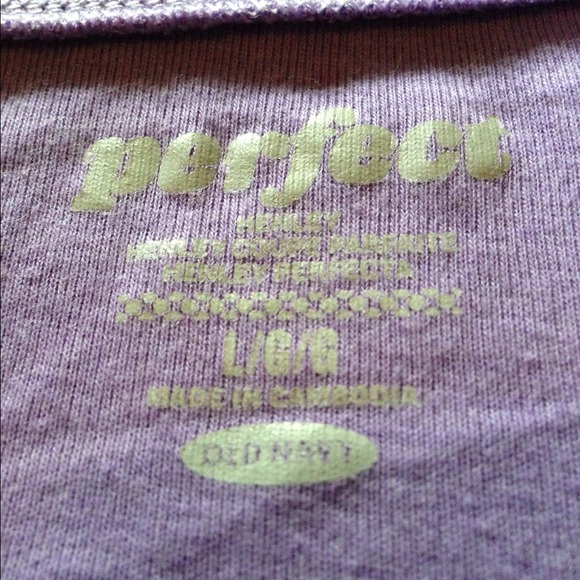 perfect
HENLEY
HENLEY COUPE PARFAITE
HENLEY PERFECTA
L/G/G
MADE IN CAMBODIA
OLD NAVY